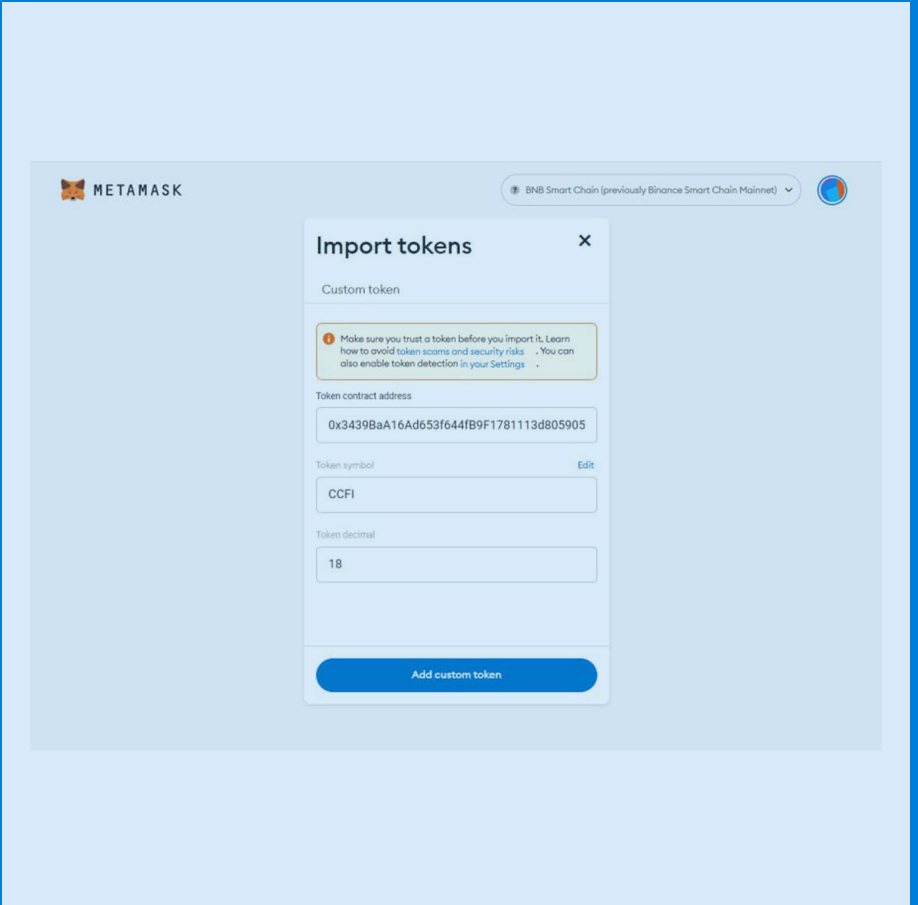 METAMASK
BNB Smart Chain (previously Binance Smart Chain Mainnet)
Import tokens
Custom token
Make sure you trust a token before you import it. Learn
how to avoid token scams and security risks . You can
also enable token detection in your Settings .
Token contract address
0x3439BaA16Ad653f644fB9F1781113d805905
Token symbol
Edit
CCFI
Token decimal
18
Add custom token